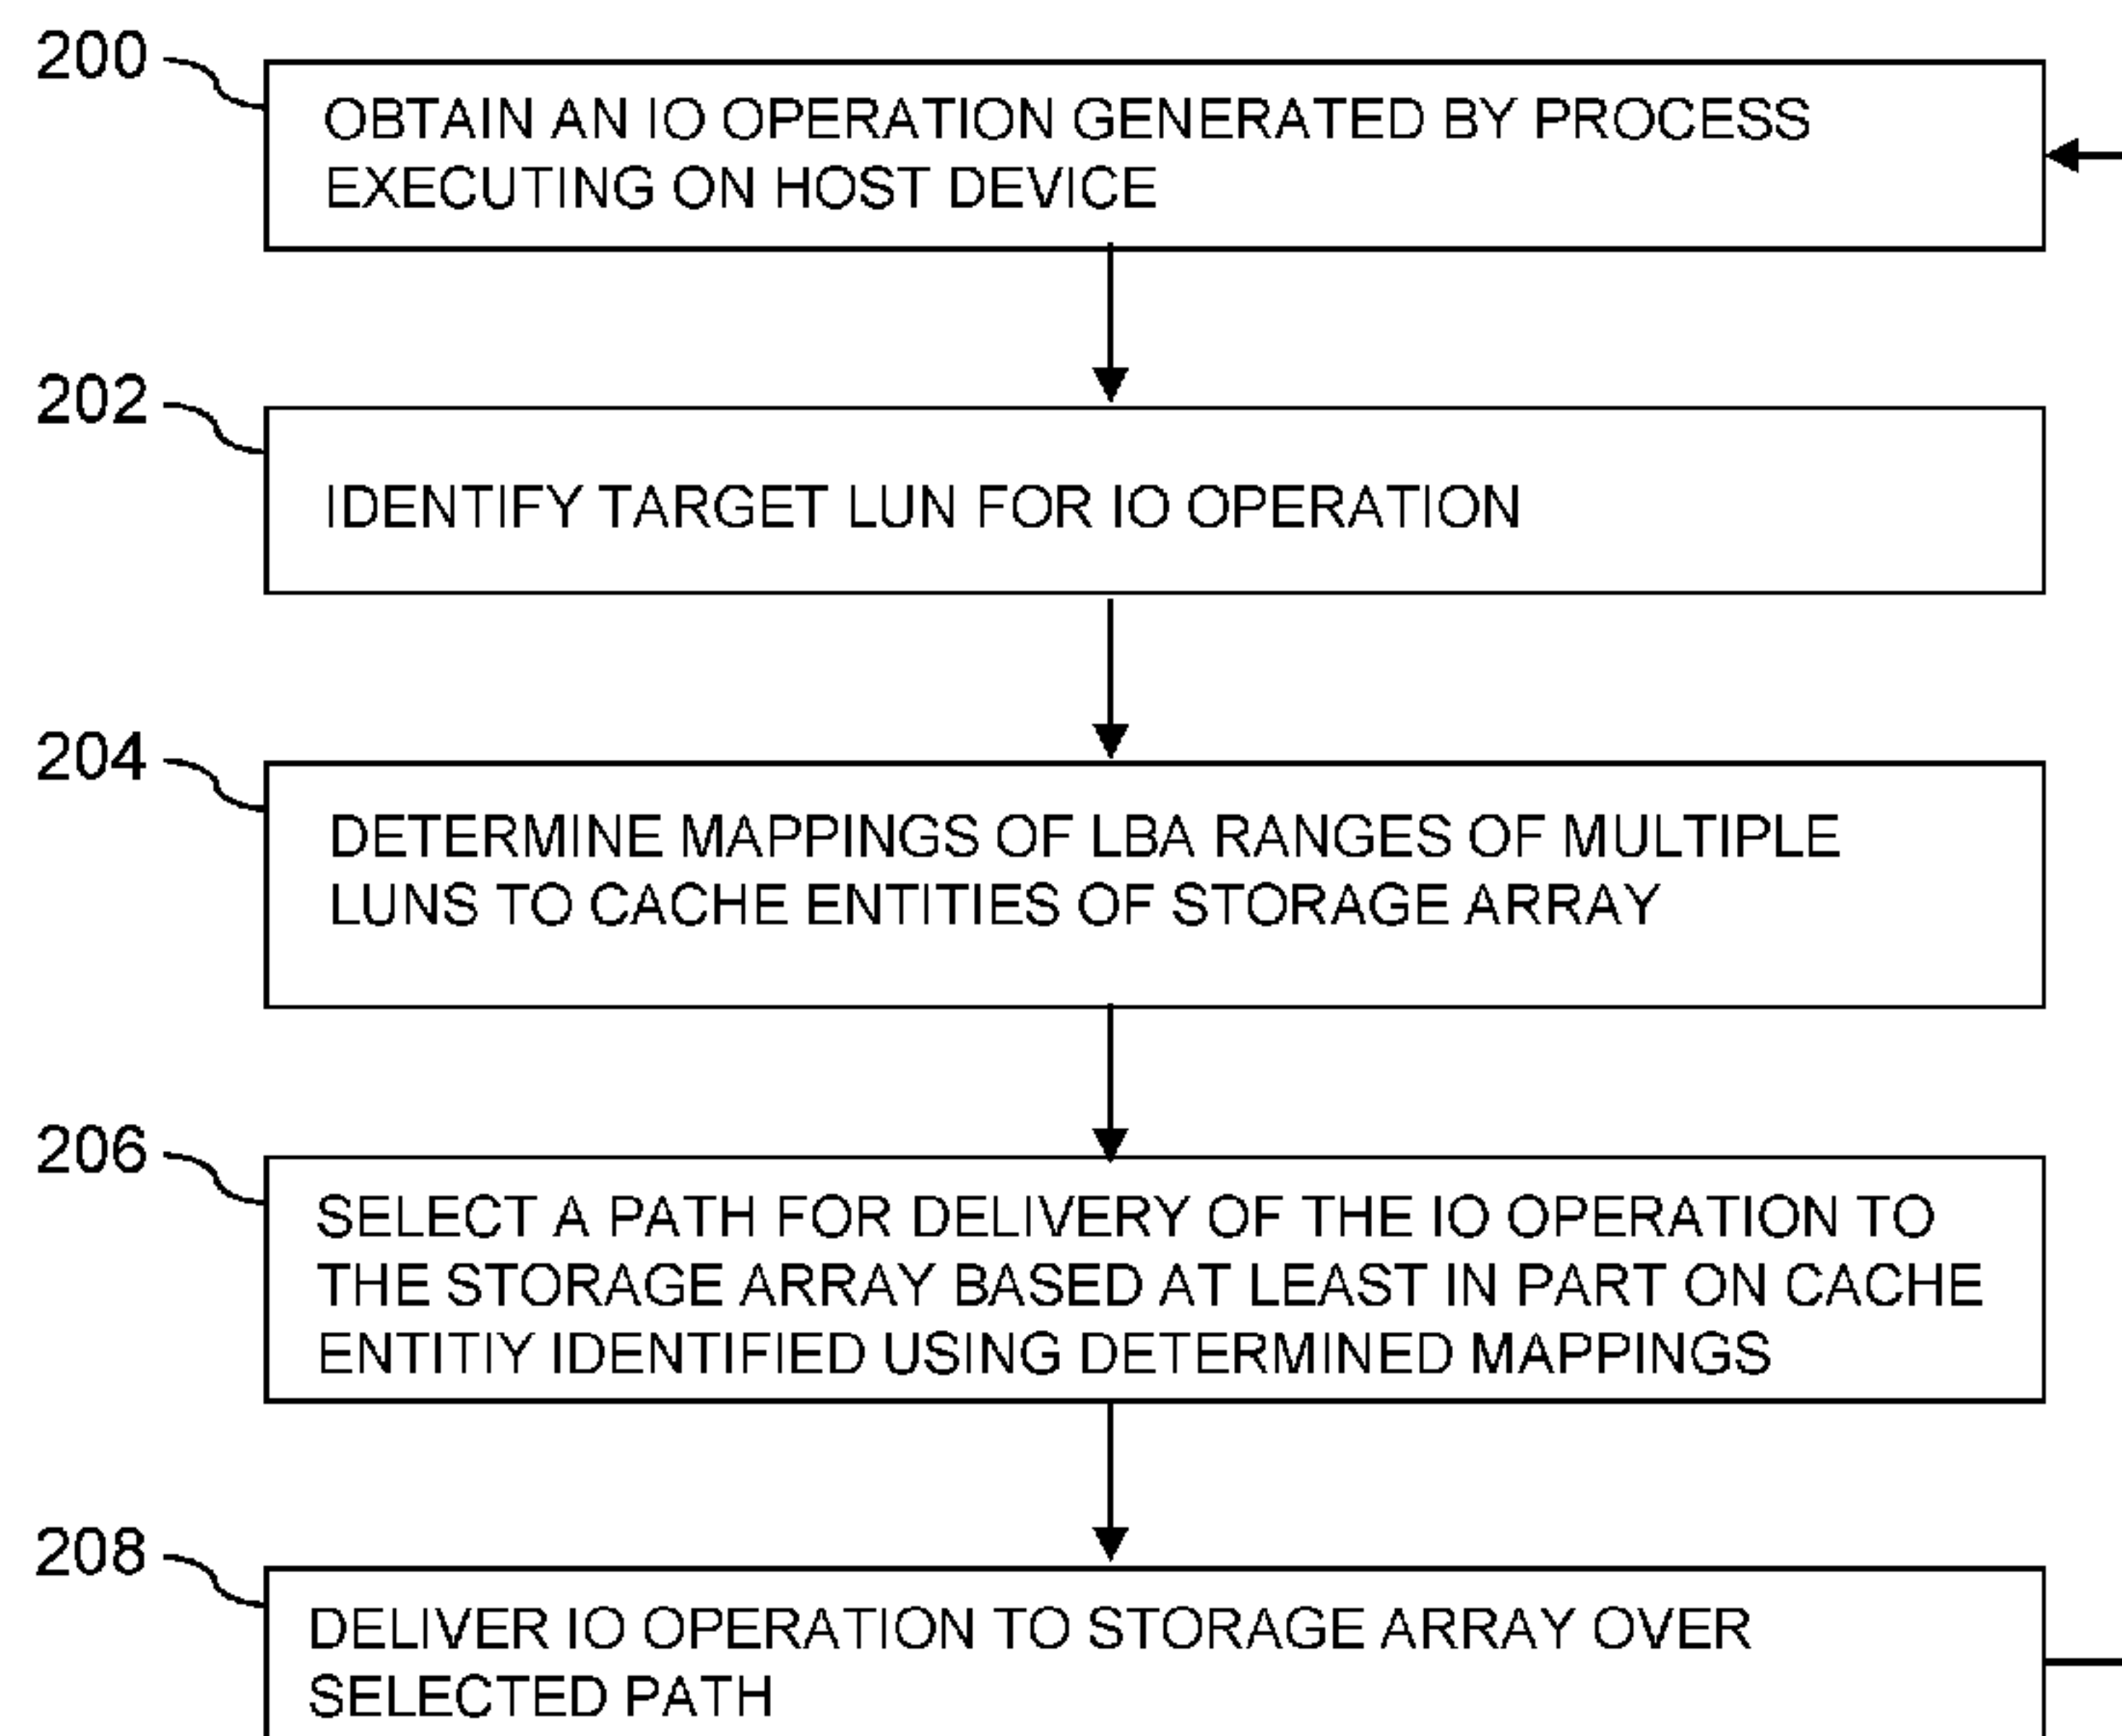 200
OBTAIN AN IO OPERATION GENERATED BY PROCESS
EXECUTING ON HOST DEVICE
202
IDENTIFY TARGET LUN FOR IO OPERATION
204
DETERMINE MAPPINGS OF LBA RANGES OF MULTIPLE
LUNS TO CACHE ENTITIES OF STORAGE ARRAY
206
SELECT A PATH FOR DELIVERY OF THE IO OPERATION TO
THE STORAGE ARRAY BASED AT LEAST IN PART ON CACHE
ENTITIY IDENTIFIED USING DETERMINED MAPPINGS
208
DELIVER IO OPERATION TO STORAGE ARRAY OVER
SELECTED PATH